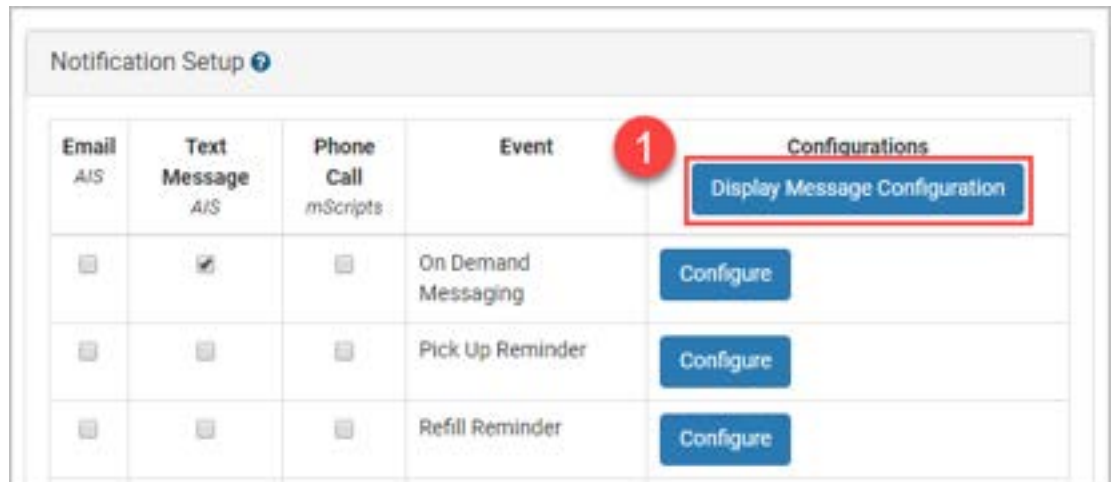 Notification Setup ?
Email
AIS
Text
Message
AIS
Phone
Call
mScripts
Event
1
Configurations
Display Message Configuration
On Demand
Messaging
Configure
Pick Up Reminder
Configure
Refill Reminder
Configure